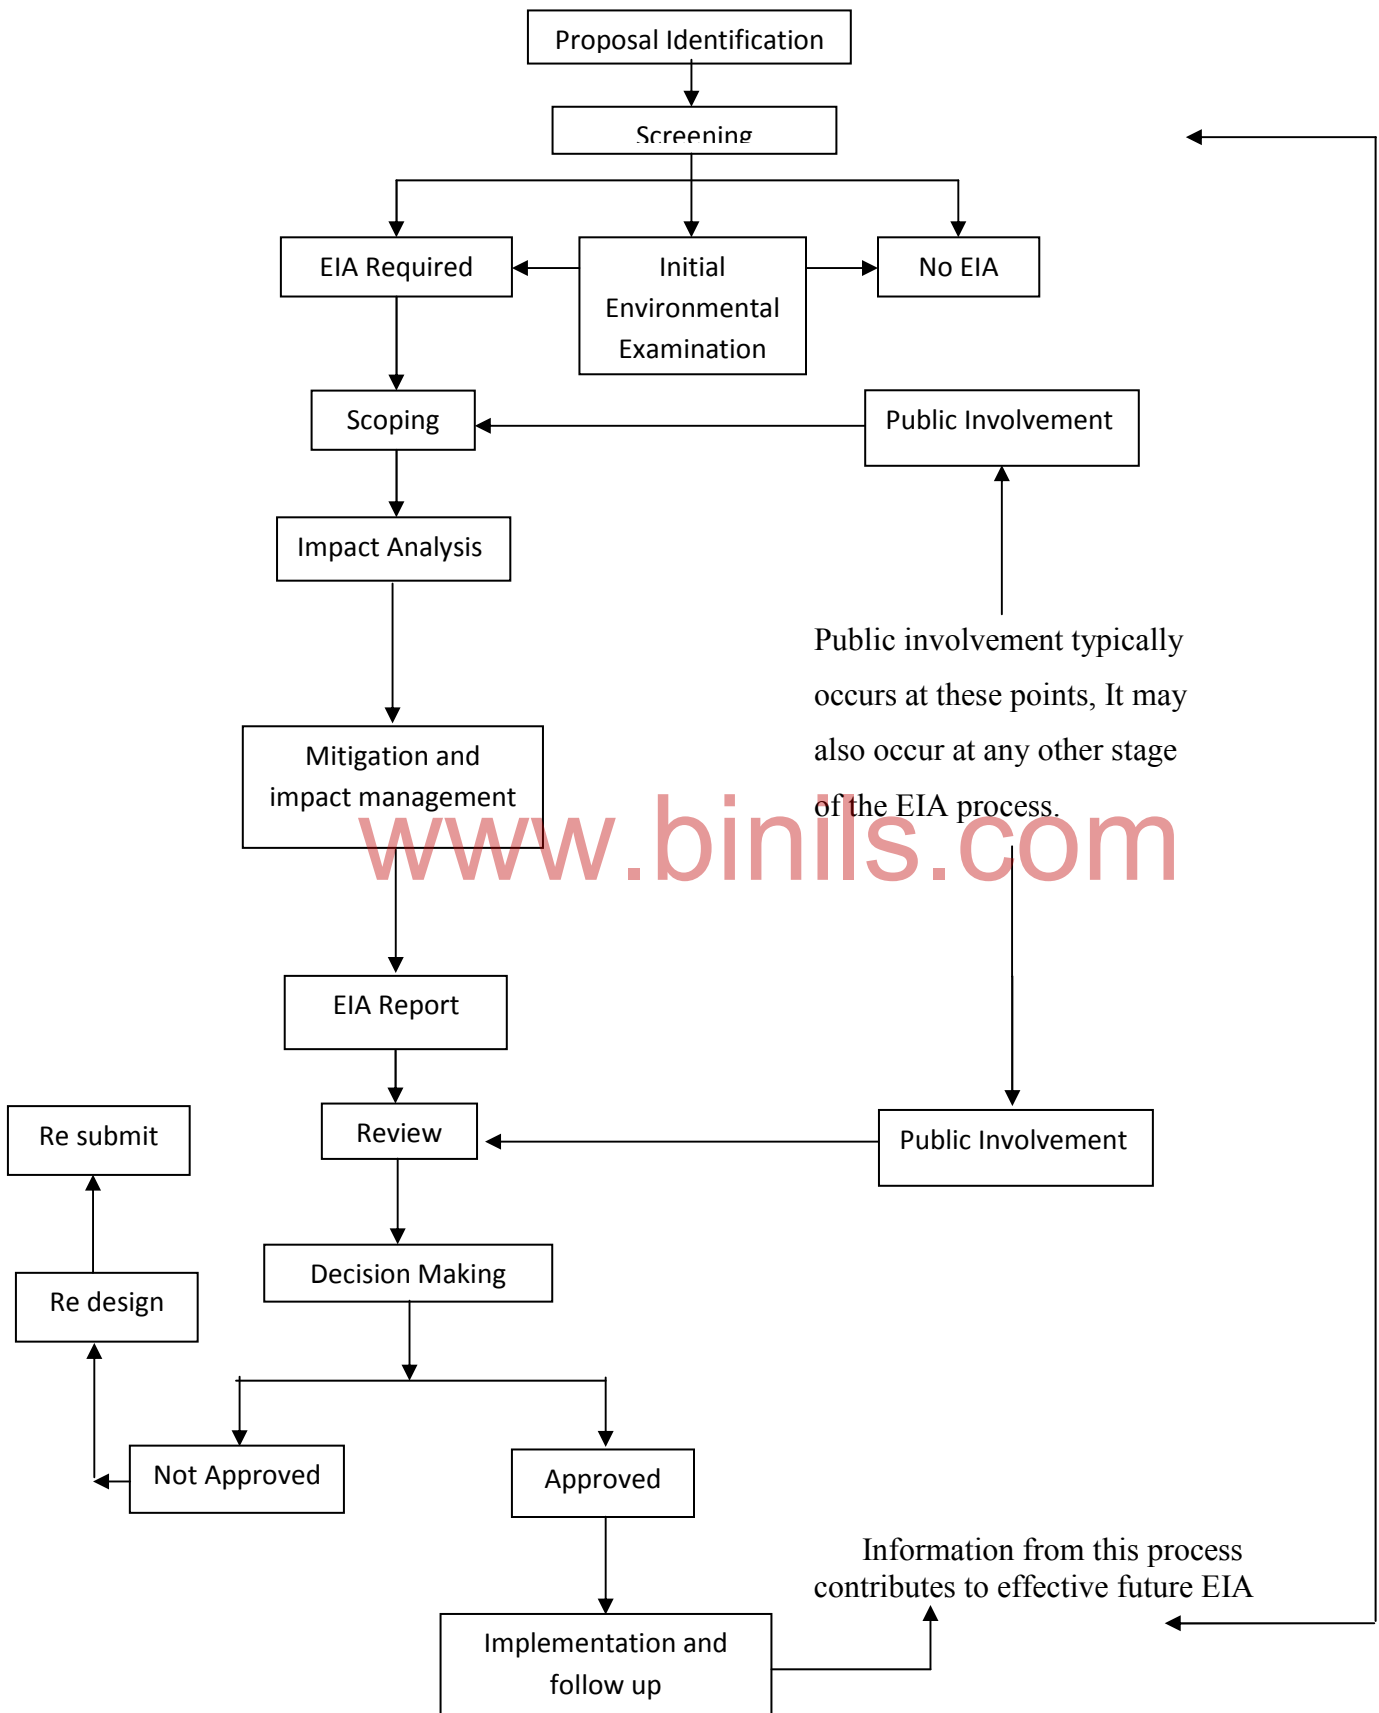 Proposal Identification
Screening
EIA Required
Initial
Environmental
Examination
No EIA
Scoping
Public Involvement
Impact Analysis
Public involvement typically
occurs at these points, It may
also occur at any other stage
of the EIA process.
Mitigation and
impact management
www.binils.com
EIA Report
Review
Public Involvement
Re submit
Decision Making
Re design
Not Approved
Approved
Information from this process
contributes to effective future EIA
Implementation and
follow up